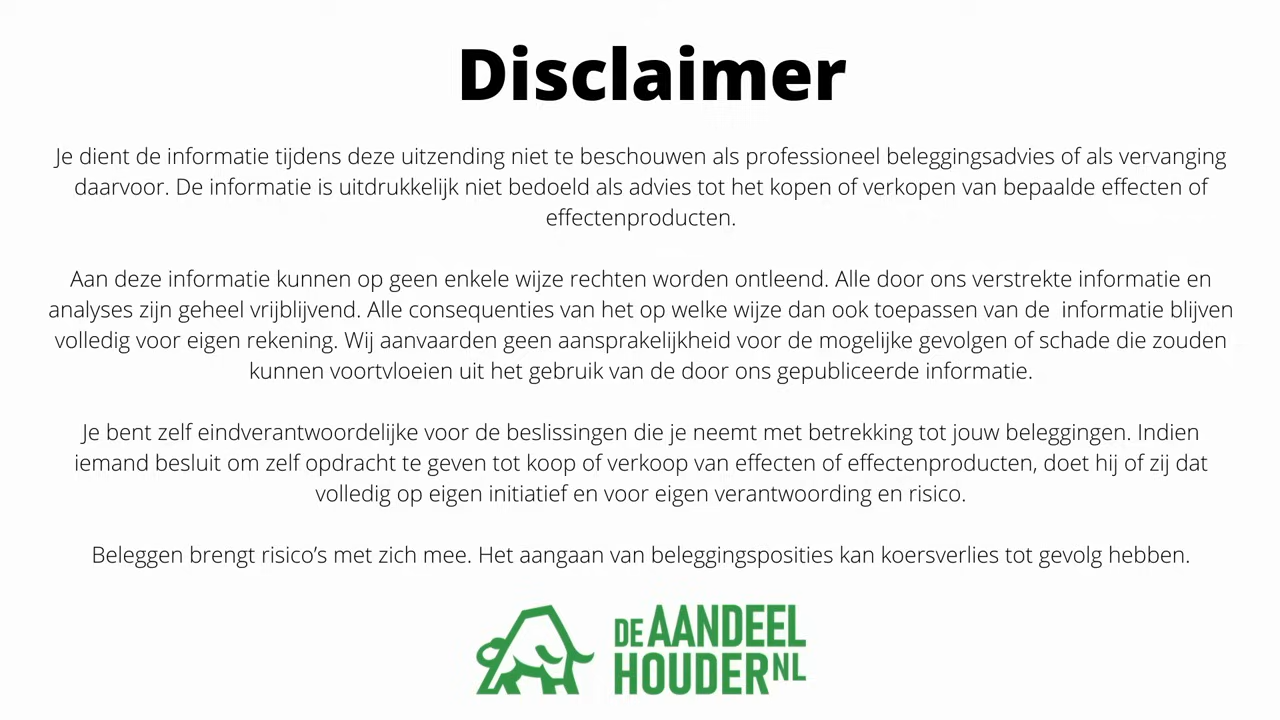 Disclaimer
Je dient de informatie tijdens deze uitzending niet te beschouwen als professioneel beleggingsadvies of als vervanging
daarvoor. De informatie is uitdrukkelijk niet bedoeld als advies tot het kopen of verkopen van bepaalde effecten of
effectenproducten.
Aan deze informatie kunnen op geen enkele wijze rechten worden ontleend. Alle door ons verstrekte informatie en
analyses zijn geheel vrijblijvend. Alle consequenties van het op welke wijze dan ook toepassen van de  informatie blijven
volledig voor eigen rekening. Wij aanvaarden geen aansprakelijkheid voor de mogelijke gevolgen of schade die zouden
kunnen voortvloeien uit het gebruik van de door ons gepubliceerde informatie.
Je bent zelf eindverantwoordelijke voor de beslissingen die je neemt met betrekking tot jouw beleggingen. Indien
iemand besluit om zelf opdracht te geven tot koop of verkoop van effecten of effectenproducten, doet hij of zij dat
volledig op eigen initiatief en voor eigen verantwoording en risico.
Beleggen brengt risico’s met zich mee. Het aangaan van beleggingsposities kan koersverlies tot gevolg hebben.
DE AANDEEL
HOUDER NL